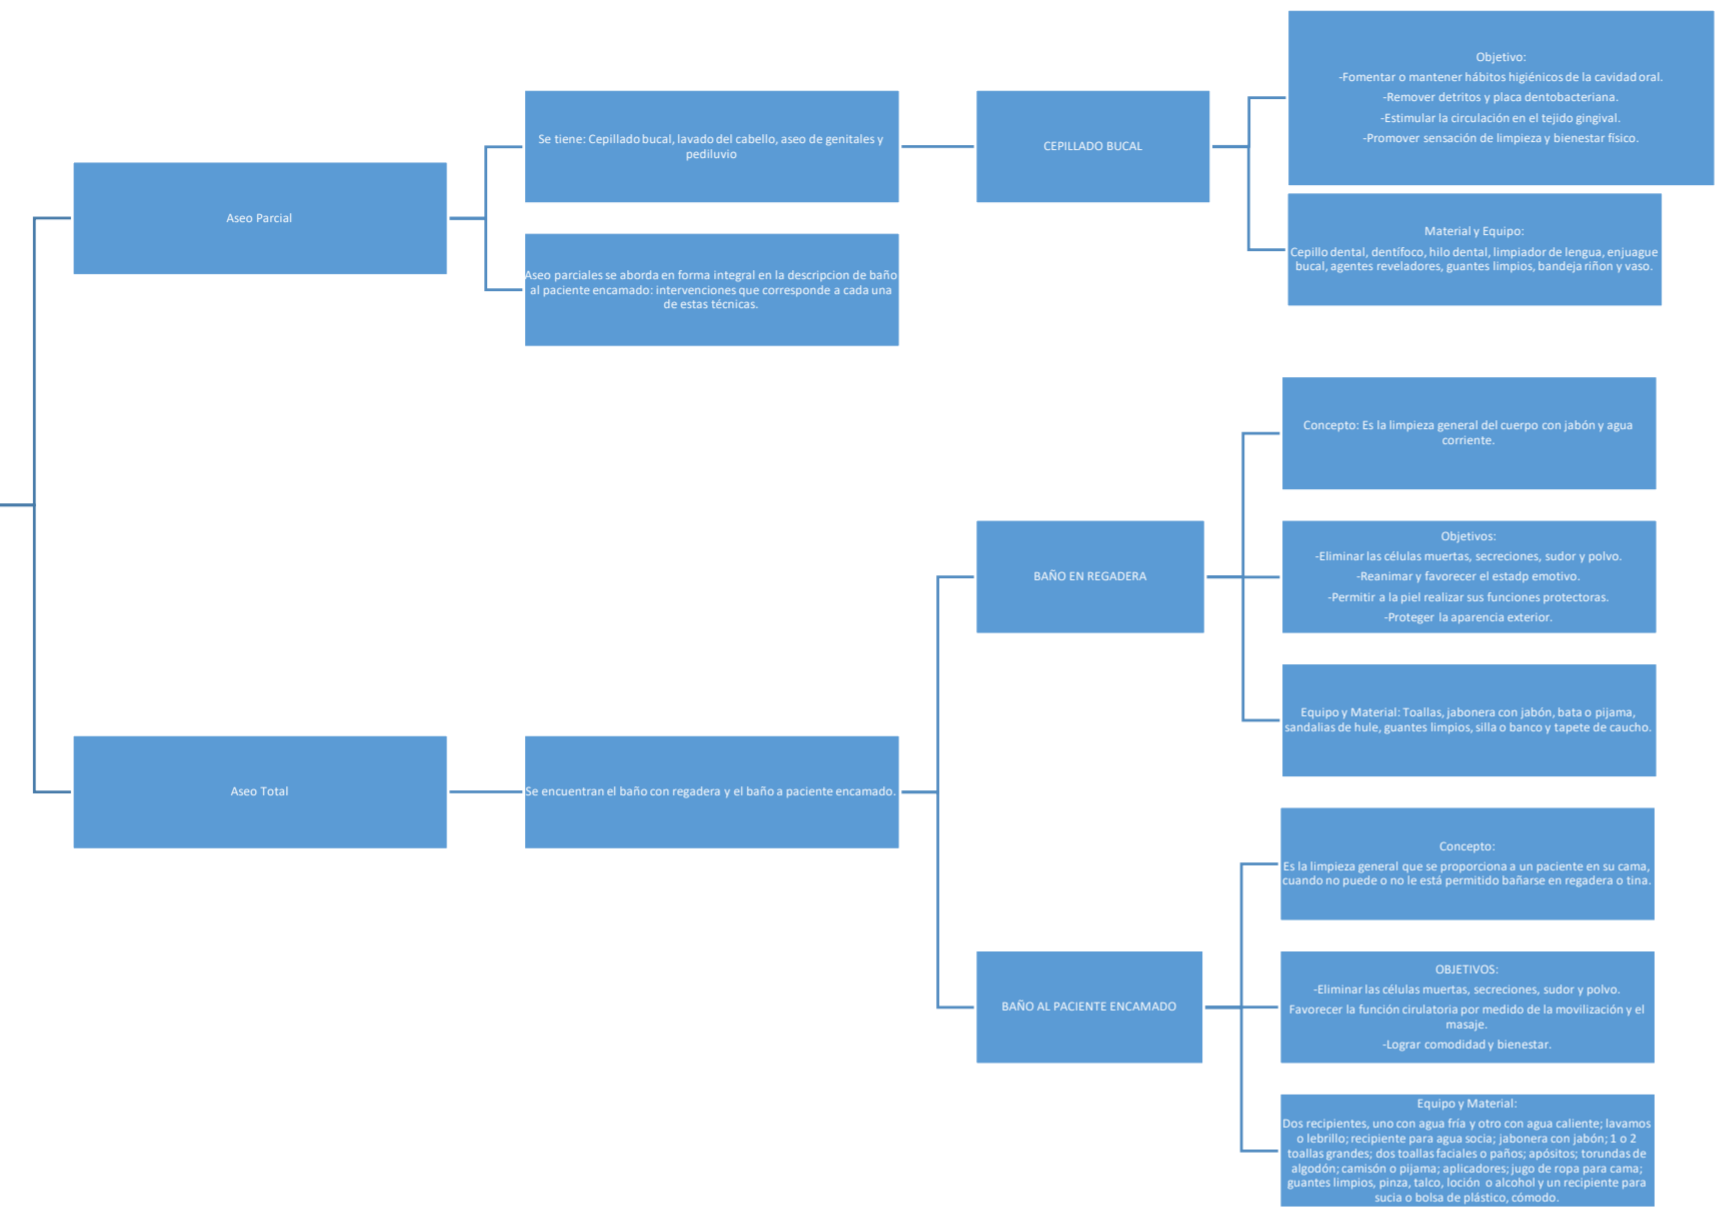 Aseo Parcial
Se tiene: Cepillado bucal, lavado del cabello, aseo de genitales y
pediluvio
CEPILLADO BUCAL
Objetivo:
-Fomentar o mantener hábitos higiénicos de la cavidad oral.
-Remover detritos y placa dentobacteriana.
-Estimular la circulación en el tejido gingival.
-Promover sensación de limpieza y bienestar físico.
Material y Equipo:
Cepillo dental, dentífoco, hilo dental, limpiador de lengua, enjuague
bucal, agentes reveladores, guantes limpios, bandeja riñon y vaso.
Aseo parciales se aborda en forma integral en la descripcion de baño
al paciente encamado: intervenciones que corresponde a cada una
de estas técnicas.
Aseo Total
Se encuentran el baño con regadera y el baño a paciente encamado.
BAÑO EN REGADERA
Concepto: Es la limpieza general del cuerpo con jabón y agua
corriente.
Objetivos:
-Eliminar las células muertas, secreciones, sudor y polvo.
-Reanimar y favorecer el estadp emotivo.
-Permitir a la piel realizar sus funciones protectoras.
-Proteger la aparencia exterior.
Equipo y Material: Toallas, jabonera con jabón, bata o pijama,
sandalias de hule, guantes limpios, silla o banco y tapete de caucho.
BAÑO AL PACIENTE ENCAMADO
Concepto:
Es la limpieza general que se proporciona a un paciente en su cama,
cuando no puede o no le está permitido bañarse en regadera o tina.
OBJETIVOS:
-Eliminar las células muertas, secreciones, sudor y polvo.
Favorecer la función cirulatoria por medido de la movilización y el
masaje.
-Lograr comodidad y bienestar.
Equipo y Material:
Dos recipientes, uno con agua fría y otro con agua caliente; lavamos
o lebrillo; recipiente para agua socia; jabonera con jabón; 1 o 2
toallas grandes; dos toallas faciales o paños; apósitos; torundas de
algodón; camisón o pijama; aplicadores; jugo de ropa para cama;
guantes limpios, pinza, talco, loción o alcohol y un recipiente para
sucia o bolsa de plástico, cómodo.